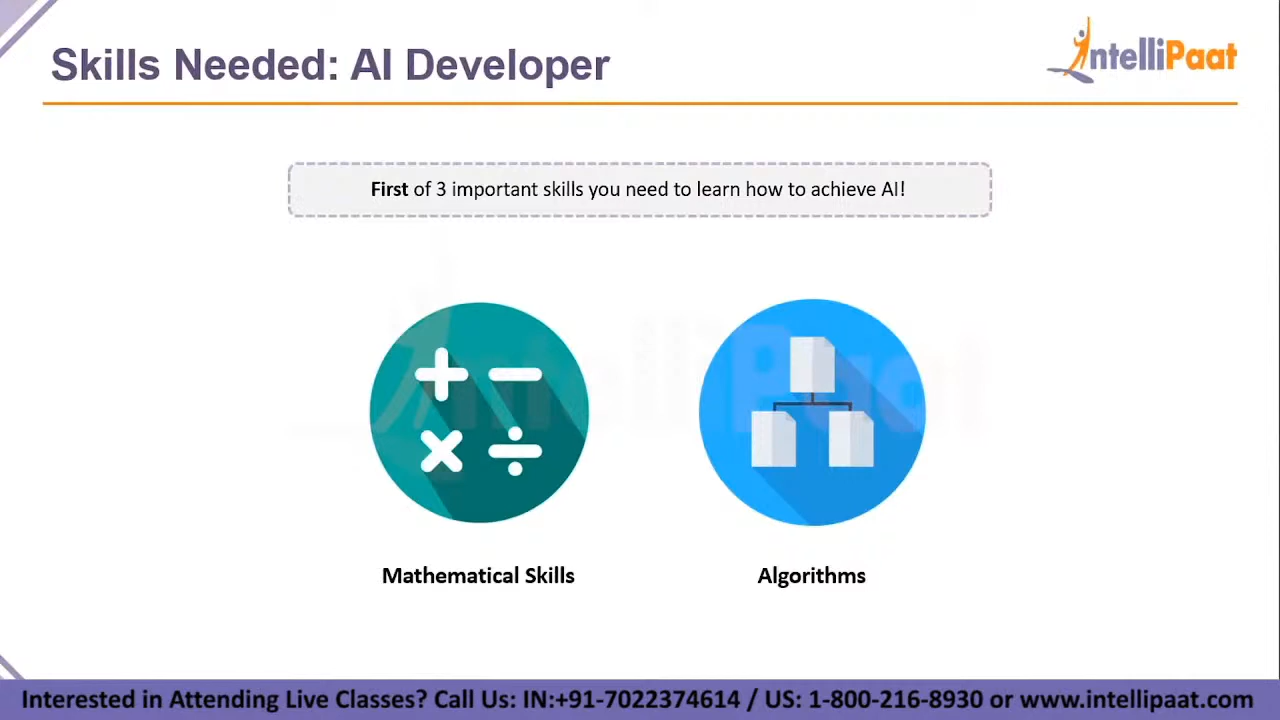 Skills Needed: AI Developer
IntelliPaat
First of 3 important skills you need to learn how to achieve AI!
IntelliPaat
Mathematical Skills
Algorithms
Interested in Attending Live Classes? Call Us: IN:+91-7022374614 / US: 1-800-216-8930 or www.intellipaat.com